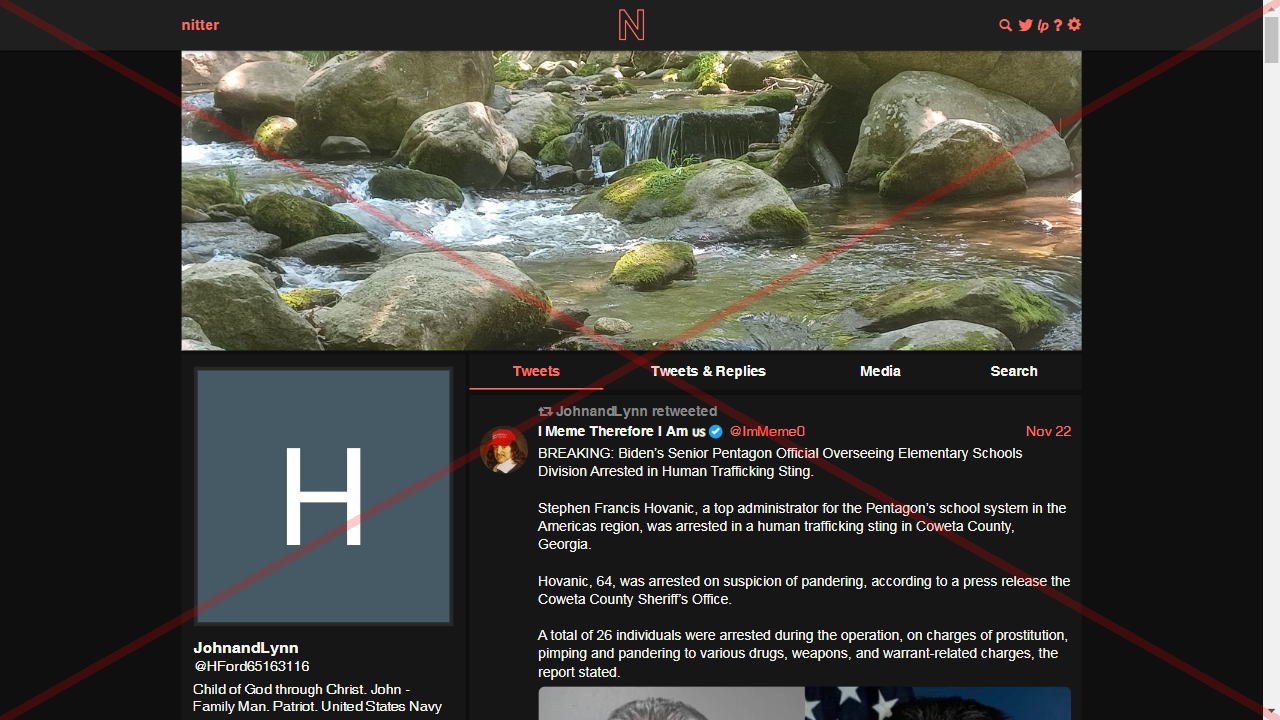 nitter
N
lp ?
Tweets
Tweets & Replies
Media
Search
JohnandLynn retweeted
I Meme Therefore I Am us @ImMeme0
Nov 22
BREAKING: Biden's Senior Pentagon Official Overseeing Elementary Schools
Division Arrested in Human Trafficking Sting.
Stephen Francis Hovanic, a top administrator for the Pentagon's school system in the
Americas region, was arrested in a human trafficking sting in Coweta County,
Georgia.
Hovanic, 64, was arrested on suspicion of pandering, according to a press release the
Coweta County Sheriff's Office.
A total of 26 individuals were arrested during the operation, on charges of prostitution,
pimping and pandering to various drugs, weapons, and warrant-related charges, the
report stated.
H
JohnandLynn
@HFord65163116
Child of God through Christ. John -
Family Man. Patriot. United States Navy